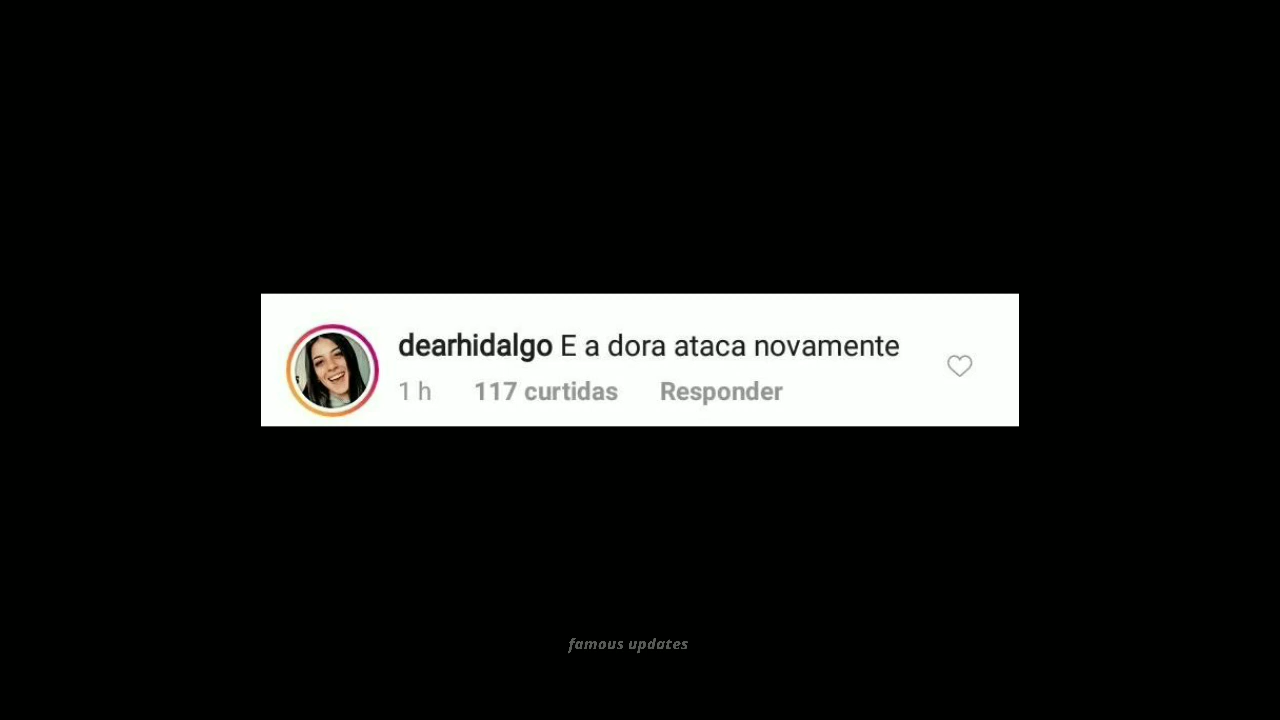 dearhidalgo E a dora ataca novamente
1 h 117 curtidas Responder
famous updates